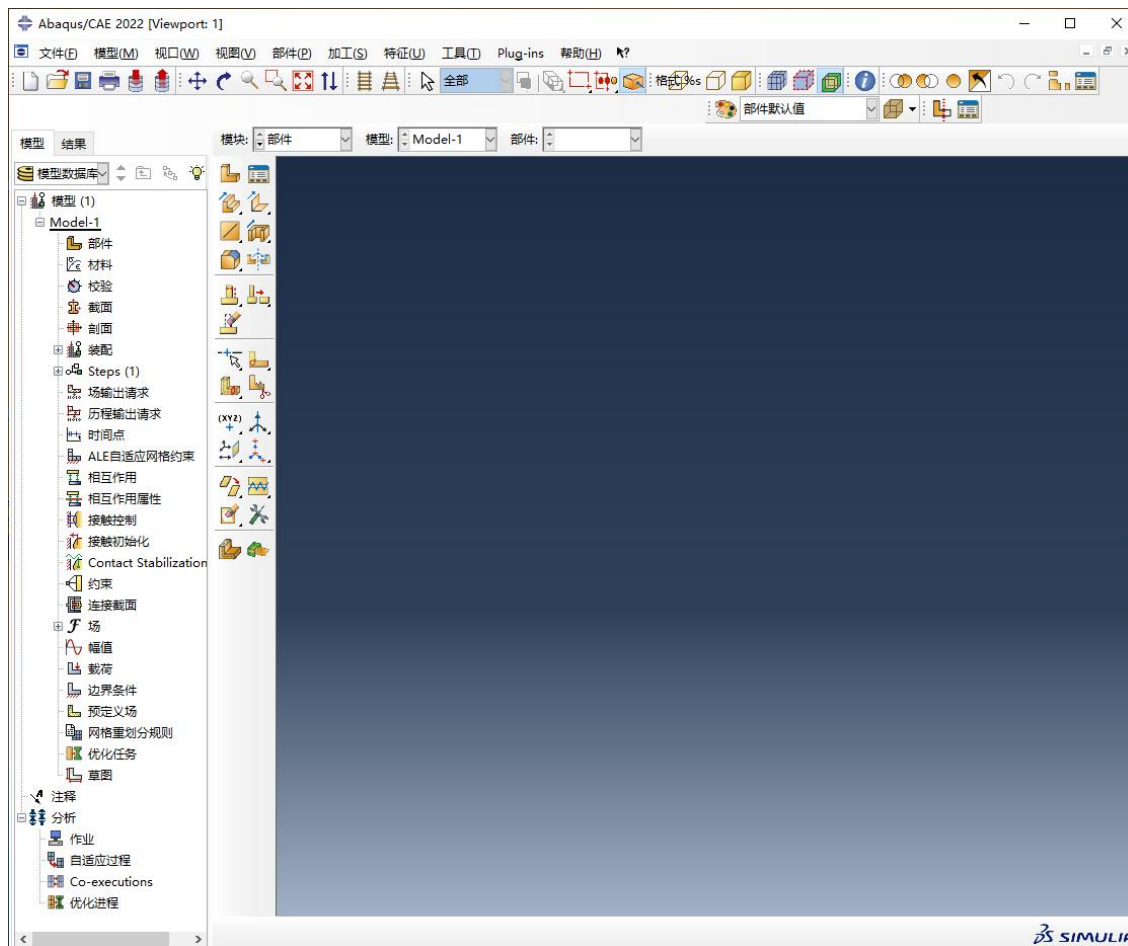 Abaqus/CAE 2022 [Viewport: 1]
文件(F) 模型(M) 视口(W) 视图(V) 部件(P) 加工(S) 特征(U) 工具(T) Plug-ins 帮助(H)
全部 格式%s
部件默认值
模型 结果 模块: 部件 模型: Model-1 部件:
模型数据库
模型 (1)
Model-1
部件
材料
校验
截面
剖面
装配
Steps (1)
场输出请求
历程输出请求
时间点
ALE自适应网格约束
相互作用
相互作用属性
接触控制
接触初始化
Contact Stabilization
约束
连接截面
场
幅值
载荷
边界条件
预定义场
网格重划分规则
优化任务
草图
注释
分析
作业
自适应过程
Co-executions
优化进程
(XYZ)
SIMULIA